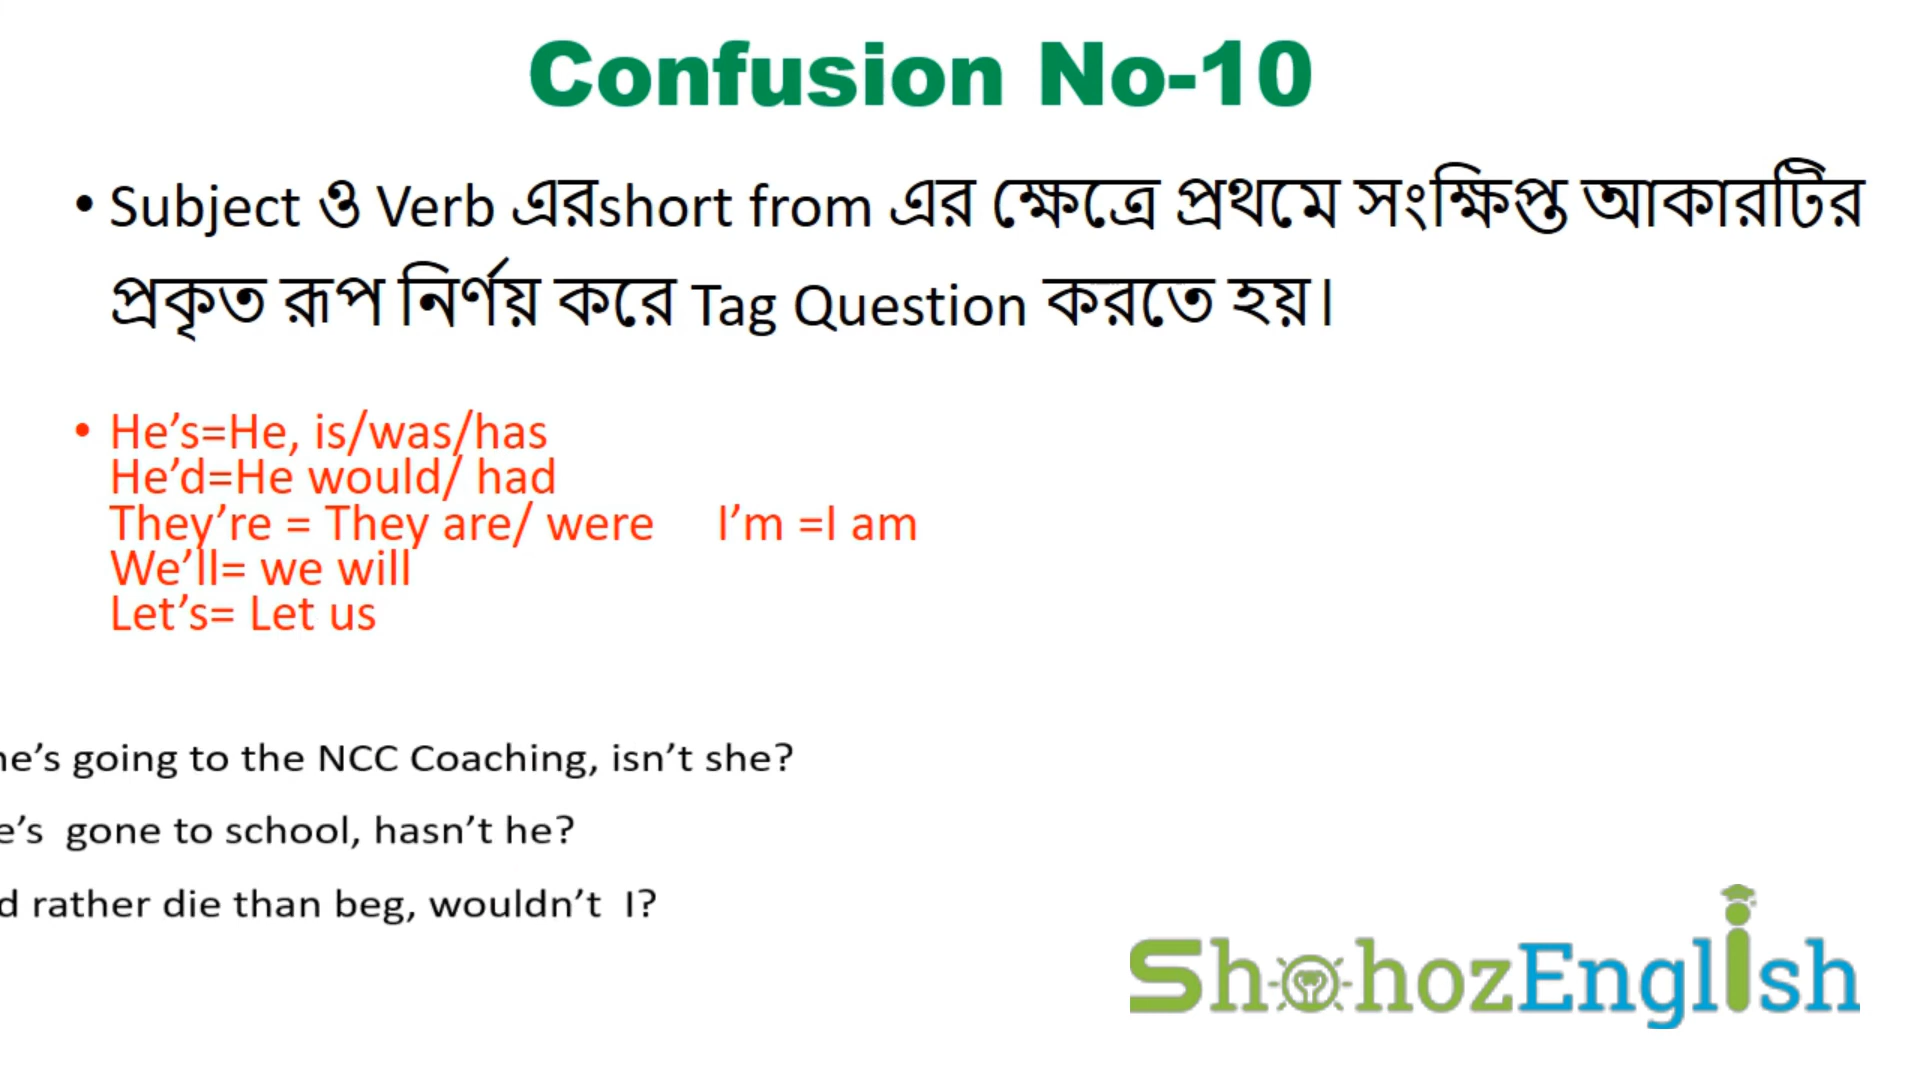 Confusion No-10
• Subject ও Verb এরshort from এর ক্ষেত্রে প্রথমে সংক্ষিপ্ত আকারটির
প্রকৃত রূপ নির্ণয় করে Tag Question করতে হয়।
• He’s=He, is/was/has
He’d=He would/ had
They’re = They are/ were I’m =I am
We’ll= we will
Let’s= Let us
he’s going to the NCC Coaching, isn’t she?
e’s gone to school, hasn’t he?
d rather die than beg, wouldn’t I?
ShohozEnglish